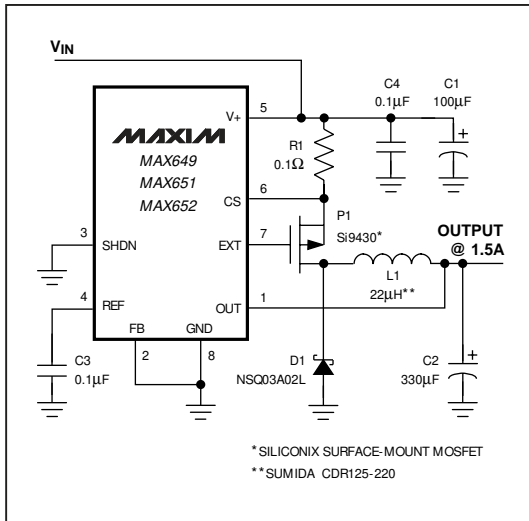 VIN
MAXIM
MAX649
MAX651
MAX652
V+
5
CS
6
EXT
7
OUT
1
3
SHDN
4
REF
FB
2
GND
8
R1
0.1Ω
C4
0.1µF
C1
100µF
+
P1
Si9430*
OUTPUT
@ 1.5A
L1
22µH**
C3
0.1µF
D1
NSQ03A02L
C2
330µF
+
*SILICONIX SURFACE-MOUNT MOSFET
**SUMIDA CDR125-220